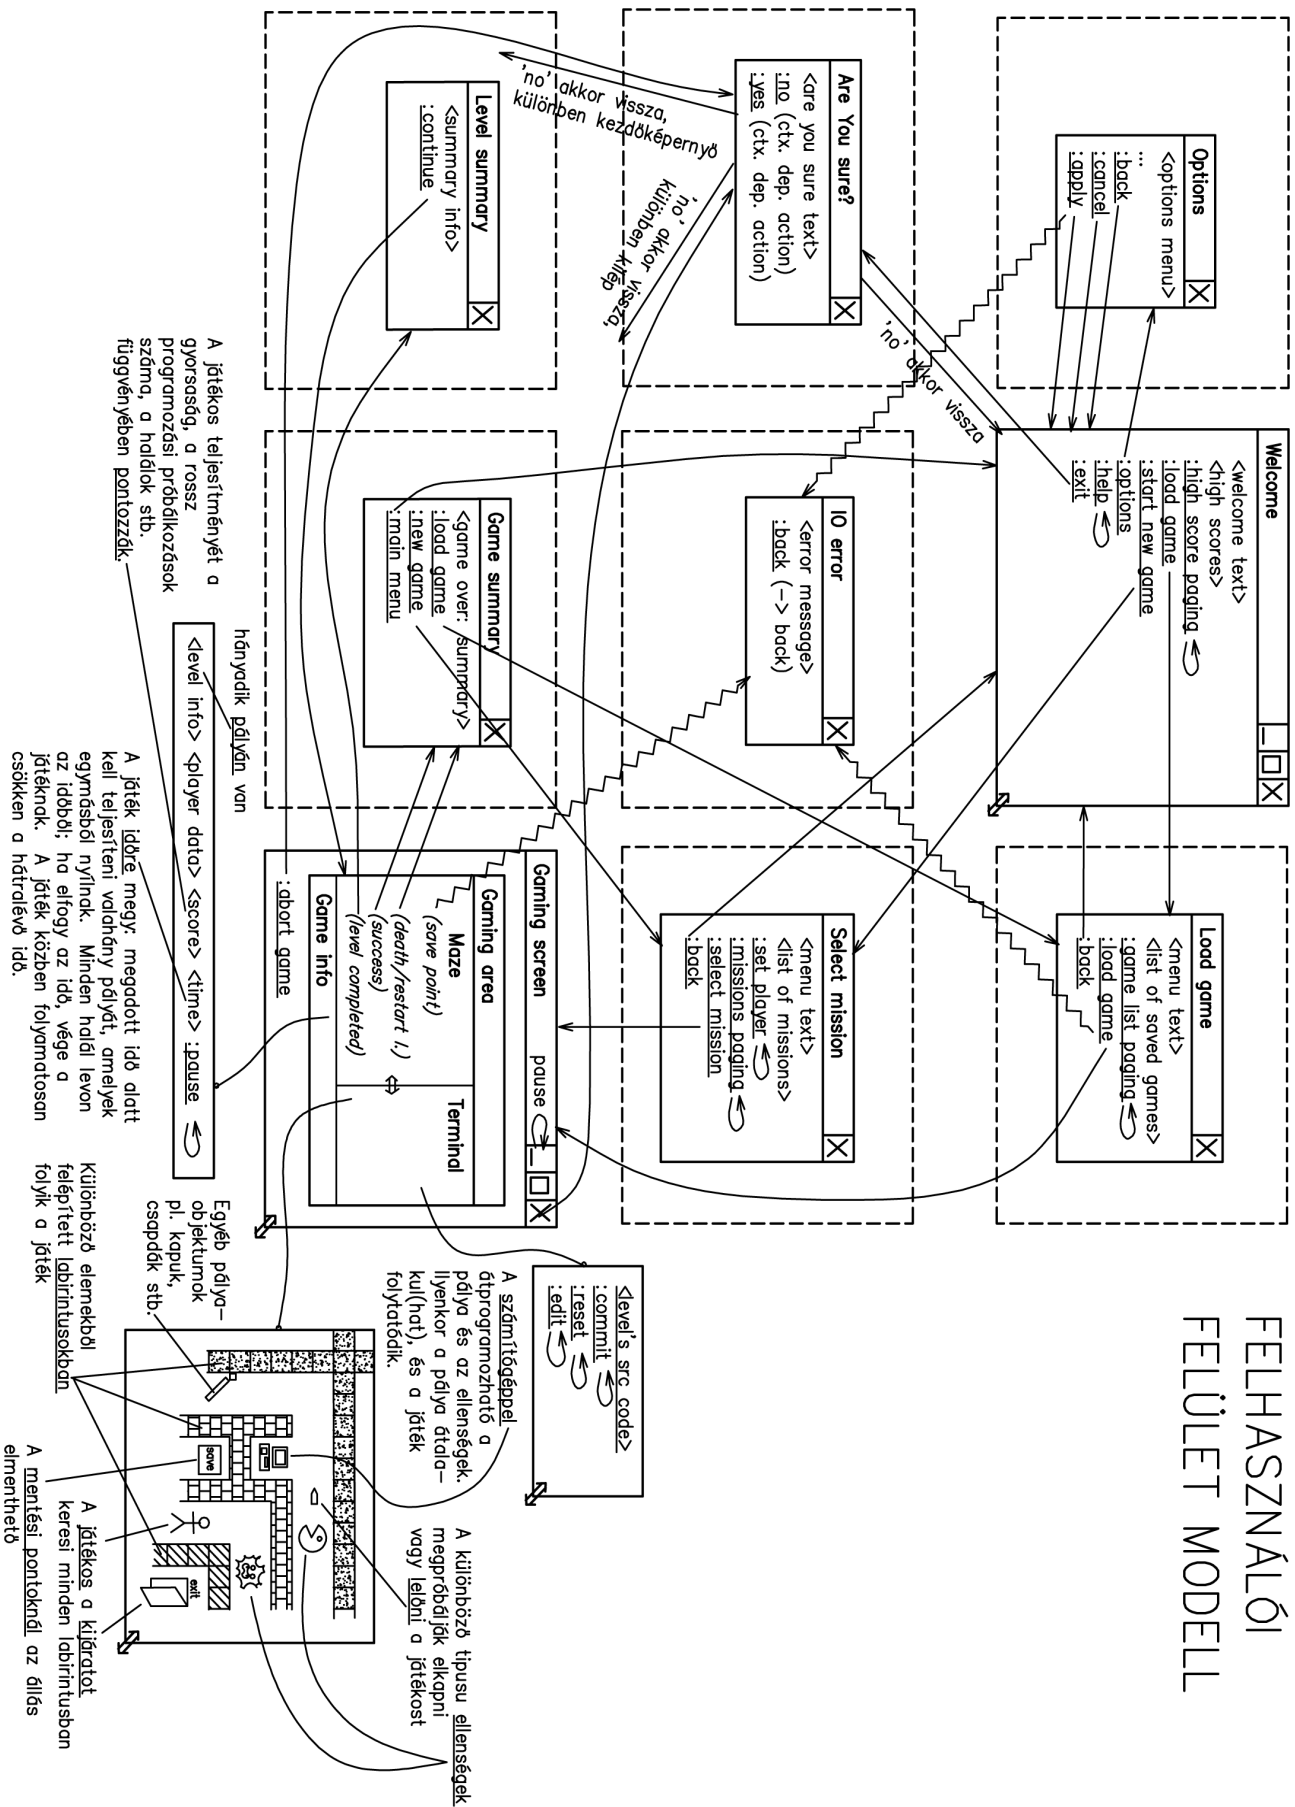 FELHASZNÁLÓI
FELÜLET MODELL
Options
<options menu>
...
:back
:cancel
:apply
Welcome
<welcome text>
<high scores>
:high score paging
:load game
:start new game
:options
:help
:exit
Load game
<menu text>
<list of saved games>
:game list paging
:load game
:back
Are You sure?
<are you sure text>
:no (ctx. dep. action)
:yes (ctx. dep. action)
'no' akkor vissza
'no' akkor vissza,
különben kilép
'no' akkor vissza,
különben kezdőképernyő
IO error
<error message>
:back (-> back)
Select mission
<menu text>
<list of missions>
:set player
:missions paging
:select mission
:back
Level summary
<summary info>
:continue
Game summary
<game over: summary>
:load game
:new game
:main menu
Gaming screen
pause
Gaming area
Maze
(save point)
(death/restart l.)
(success)
(level completed)
Terminal
Game info
:abort game
<level's src code>
:commit
:reset
:edit
A számítógéppel
átprogramozható a
pálya és az ellenségek.
Ilyenkor a pálya átala-
kul(hat), és a játék
folytatódik.
A különböző tipusu ellenségek
megpróbálják elkapni
vagy lelőni a játékost
A játékos teljesítményét a
gyorsaság, a rossz
programozási próbálkozások
száma, a halálok stb.
függvényében pontozzák.
hányadik pályán van
<level info> <player data> <score> <time> :pause
A játék időre megy: megadott idő alatt
kell teljesíteni valahány pályát, amelyek
egymásból nyílnak. Minden halál levon
az időből; ha elfogy az idő, vége a
játéknak. A játék közben folyamatosan
csökken a hátralévő idő.
Egyéb pálya-
objektumok
pl. kapuk,
csapdák stb.
Különböző elemekből
felépített labirintusokban
folyik a játék
save
exit
A játékos a kijáratot
keresi minden labirintusban
A mentési pontoknál az állás
elmenthető